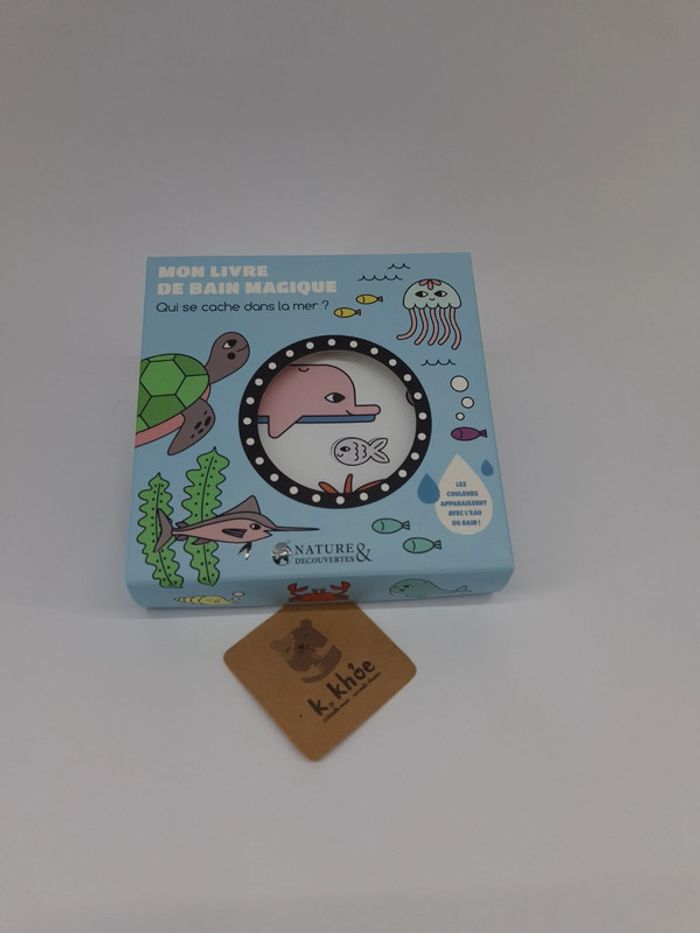 MON LIVRE
DE BAIN MAGIQUE
Qui se cache dans la mer ?
LES
COULEURS
APPARAISSENT
AVEC L'EAU
DU BAIN !
NATURE &
DECOUVERTES
k.khỏe